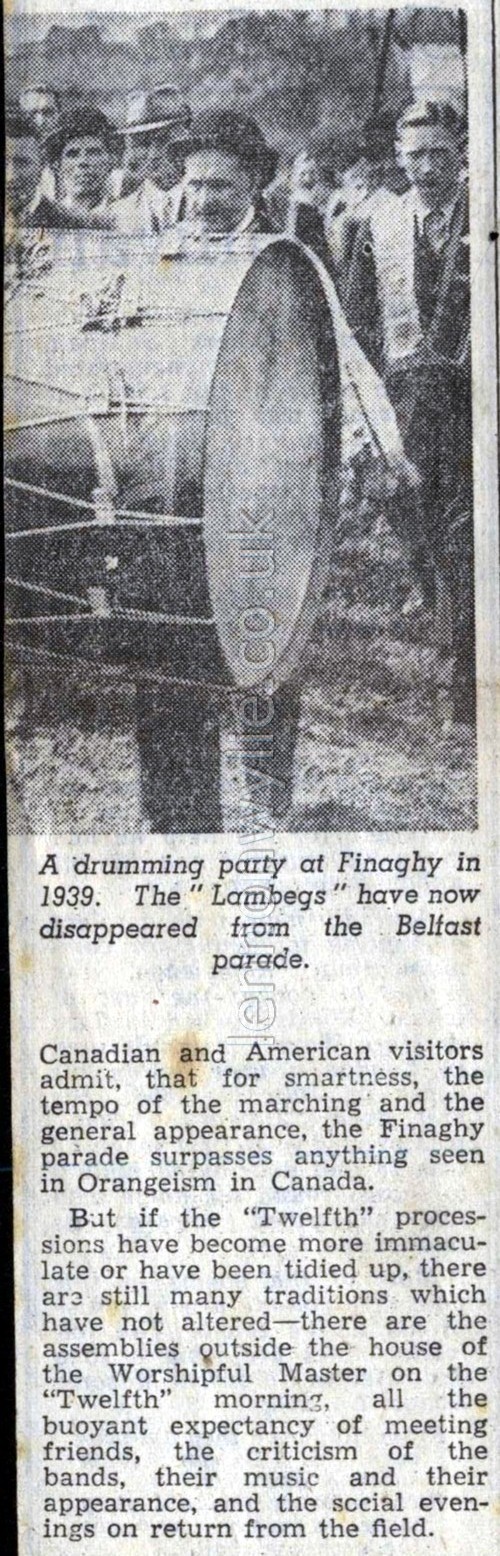 A drumming party at Finaghy in
1939. The "Lambegs" have now
disappeared from the Belfast
parade.
lennonwylie.co.uk
Canadian and American visitors
admit, that for smartness, the
tempo of the marching and the
general appearance, the Finaghy
parade surpasses anything seen
in Orangeism in Canada.
But if the "Twelfth" proces-
sions have become more immacu-
late or have been tidied up, there
are still many traditions which
have not altered—there are the
assemblies outside the house of
the Worshipful Master on the
"Twelfth" morning, all the
buoyant expectancy of meeting
friends, the criticism of the
bands, their music and their
appearance, and the social even-
ings on return from the field.